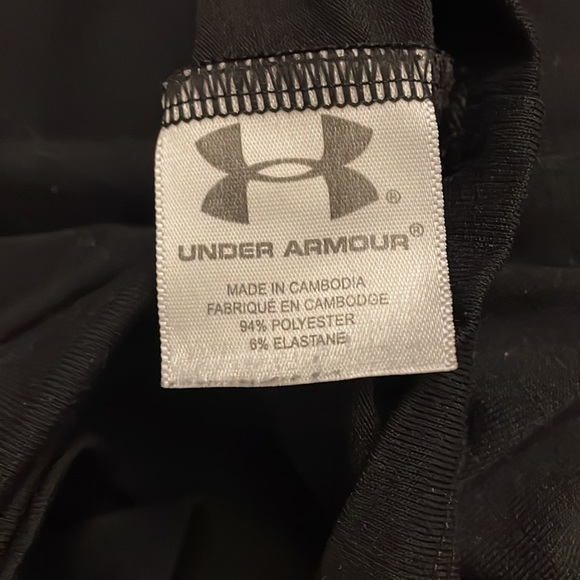 ®
UNDER ARMOUR®
MADE IN CAMBODIA
FABRIQUÉ EN CAMBODGE
94% POLYESTER
6% ELASTANE